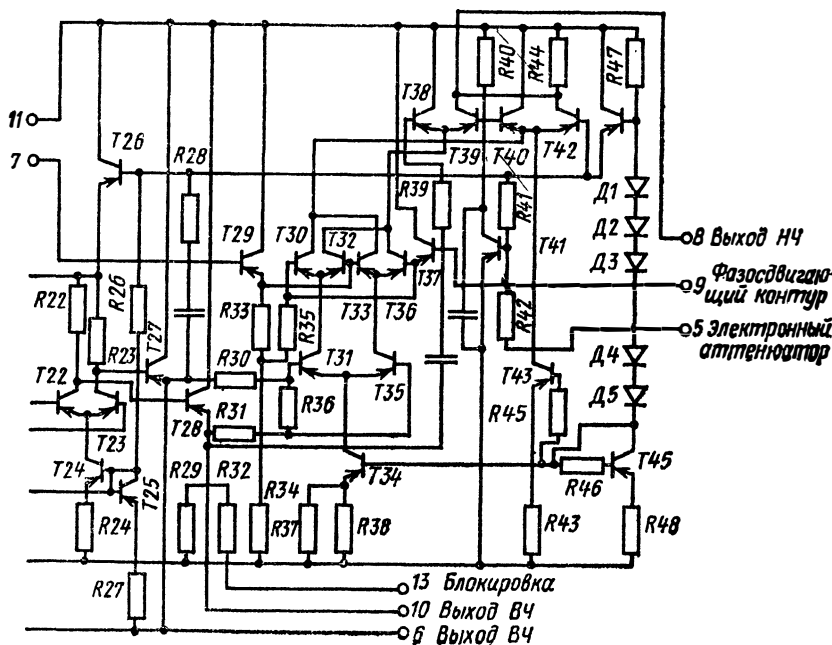 R40
R44
R47
T38
11
T26
R28
T39
T40
T42
7
R39
R41
Д1
T29
T30
T32
T41
Д2
8 Выход НЧ
T37
Д3
9 Фазосдвигаю-
щий контур
R22
R26
T27
R33
R35
T33
T36
R42
5 Электронный
аттенюатор
R23
R30
T31
T43
Д4
T22
T35
Д5
R31
R36
R45
T23
T28
T24
T25
R29
R32
R34
T34
R46
T45
R24
R37
R38
R43
R48
R27
13 Блокировка
10 Выход ВЧ
6 Выход ВЧ